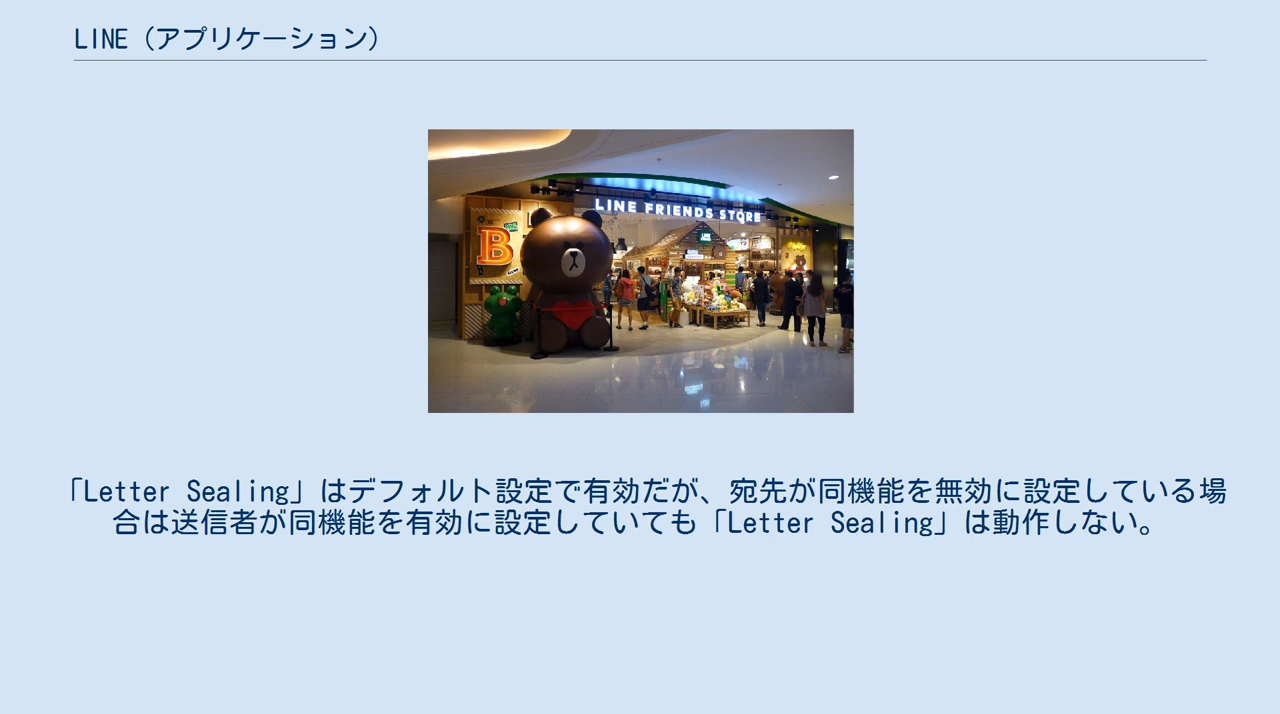 LINE（アプリケーション）
LINE FRIENDS STORE
B
「Letter Sealing」はデフォルト設定で有効だが、宛先が同機能を無効に設定している場
合は送信者が同機能を有効に設定していても「Letter Sealing」は動作しない。